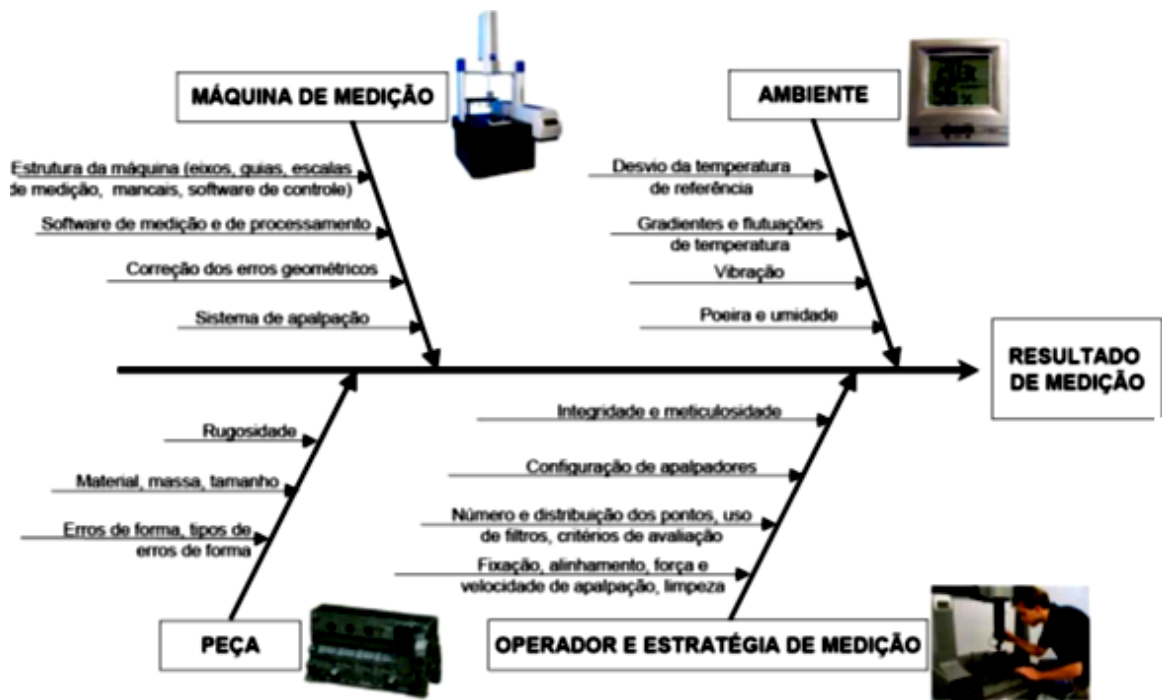 MÁQUINA DE MEDIÇÃO
AMBIENTE
Estrutura da máquina (eixos, guias, escalas
de medição, mancais, software de controle)
Software de medição e de processamento
Correção dos erros geométricos
Sistema de apalpação
Desvio da temperatura
de referência
Gradientes e flutuações
de temperatura
Vibração
Poeira e umidade
RESULTADO
DE MEDIÇÃO
Rugosidade
Material, massa, tamanho
Erros de forma, tipos de
erros de forma
Integridade e meticulosidade
Configuração de apalpadores
Número e distribuição dos pontos, uso
de filtros, critérios de avaliação
Fixação, alinhamento, força e
velocidade de apalpação, limpeza
PEÇA
OPERADOR E ESTRATÉGIA DE MEDIÇÃO